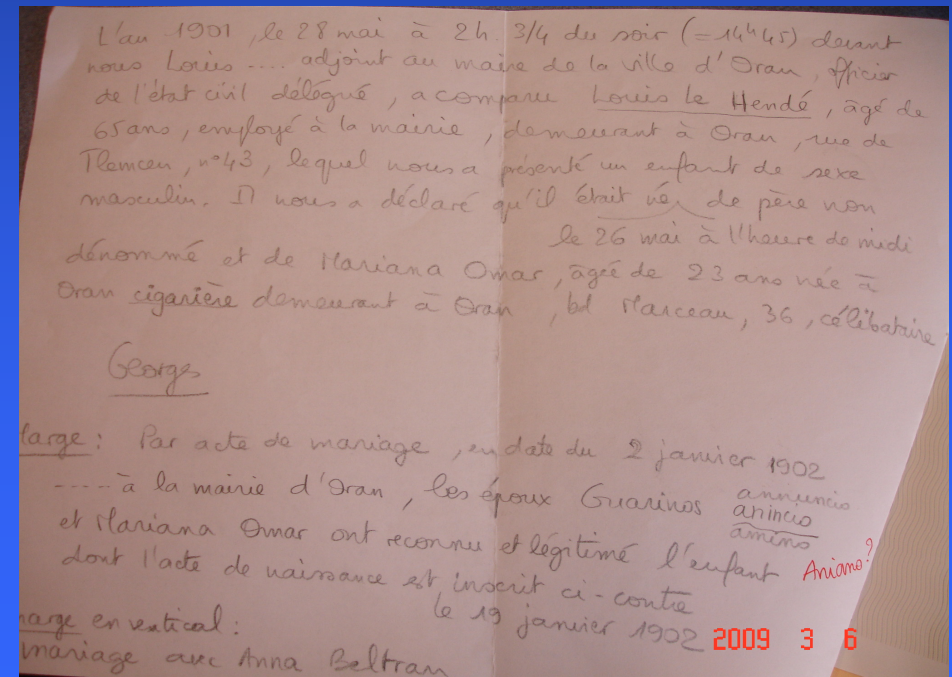 L'an 1901, le 28 mai à 2h. 3/4 du soir (=14h45) devant
nous Louis .... adjoint au maire de la ville d'Oran, officier
de l'état civil délégué, a comparu Louis le Hendé, âgé de
65 ans, employé à la mairie, demeurant à Oran, rue de
Tlemcen, n°43, lequel nous a présenté un enfant de sexe
masculin. Il nous a déclaré qu'il était né de père non
le 26 mai à l'heure de midi
dénommé et de Mariana Omar, âgée de 23 ans née à
Oran cigarière demeurant à Oran, bd Marceau, 36, célibataire
Georges
large : Par acte de mariage, en date du 2 janvier 1902
..... à la mairie d'Oran, les époux Guarinos annuncio
anincio
amino
et Mariana Omar ont reconnu et légitimé l'enfant Aniano?
dont l'acte de naissance est inscrit ci-contre
le 19 janvier 1902
marge en vertical :
mariage avec Anna Beltran
2009 3 6